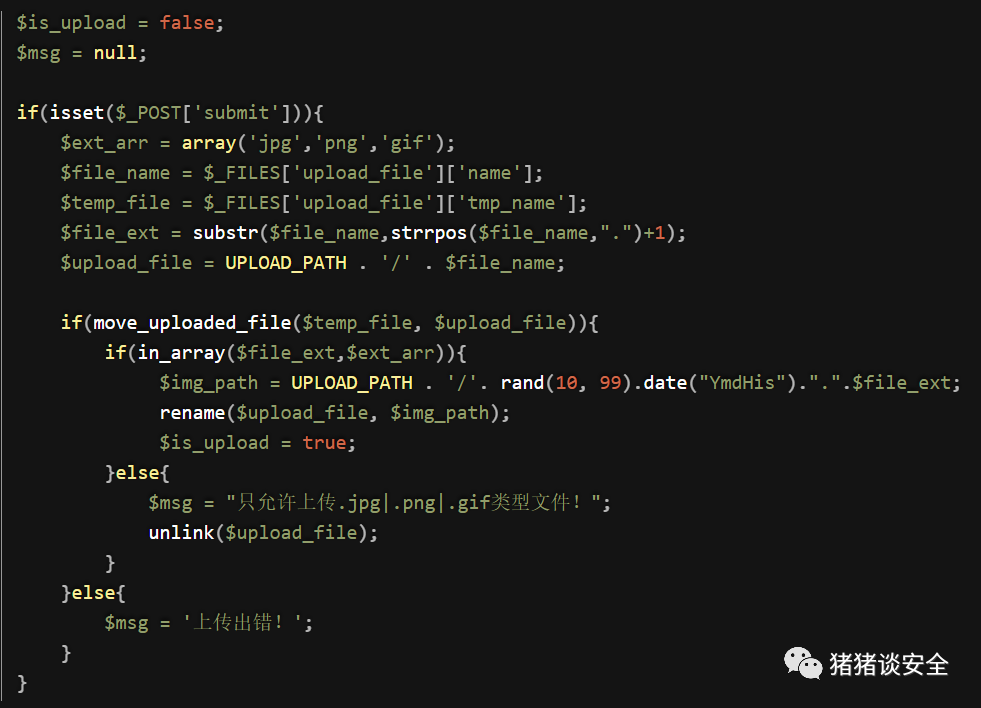 $is_upload = false;
$msg = null;
if(isset($_POST['submit'])){
$ext_arr = array('jpg','png','gif');
$file_name = $_FILES['upload_file']['name'];
$temp_file = $_FILES['upload_file']['tmp_name'];
$file_ext = substr($file_name,strrpos($file_name,".")+1);
$upload_file = UPLOAD_PATH . '/' . $file_name;
if(move_uploaded_file($temp_file, $upload_file)){
if(in_array($file_ext,$ext_arr)){
$img_path = UPLOAD_PATH . '/'. rand(10, 99).date("YmdHis").".".$file_ext;
rename($upload_file, $img_path);
$is_upload = true;
}else{
$msg = "只允许上传.jpg|.png|.gif类型文件！";
unlink($upload_file);
}
}else{
$msg = '上传出错！';
}
}
猪猪谈安全